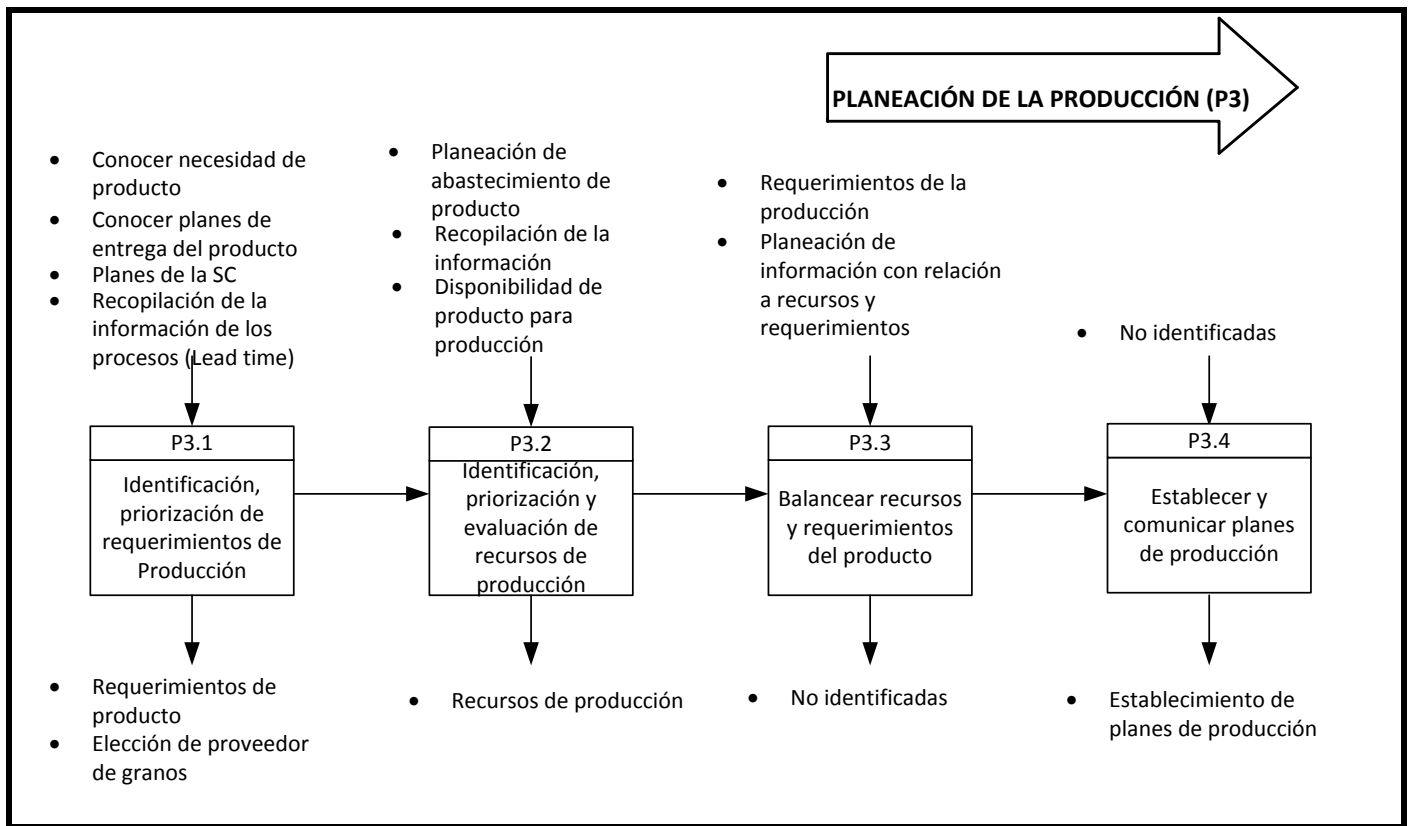 PLANEACIÓN DE LA PRODUCCIÓN (P3)
• Conocer necesidad de
producto
• Conocer planes de
entrega del producto
• Planes de la SC
• Recopilación de la
información de los
procesos (Lead time)
• Planeación de
abastecimiento de
producto
• Recopilación de la
información
• Disponibilidad de
producto para
producción
• Requerimientos de la
producción
• Planeación de
información con relación
a recursos y
requerimientos
• No identificadas
P3.1
Identificación,
priorización de
requerimientos de
Producción
P3.2
Identificación,
priorización y
evaluación de
recursos de
producción
P3.3
Balancear recursos
y requerimientos
del producto
P3.4
Establecer y
comunicar planes
de producción
• Requerimientos de
producto
• Elección de proveedor
de granos
• Recursos de producción
• No identificadas
• Establecimiento de
planes de producción